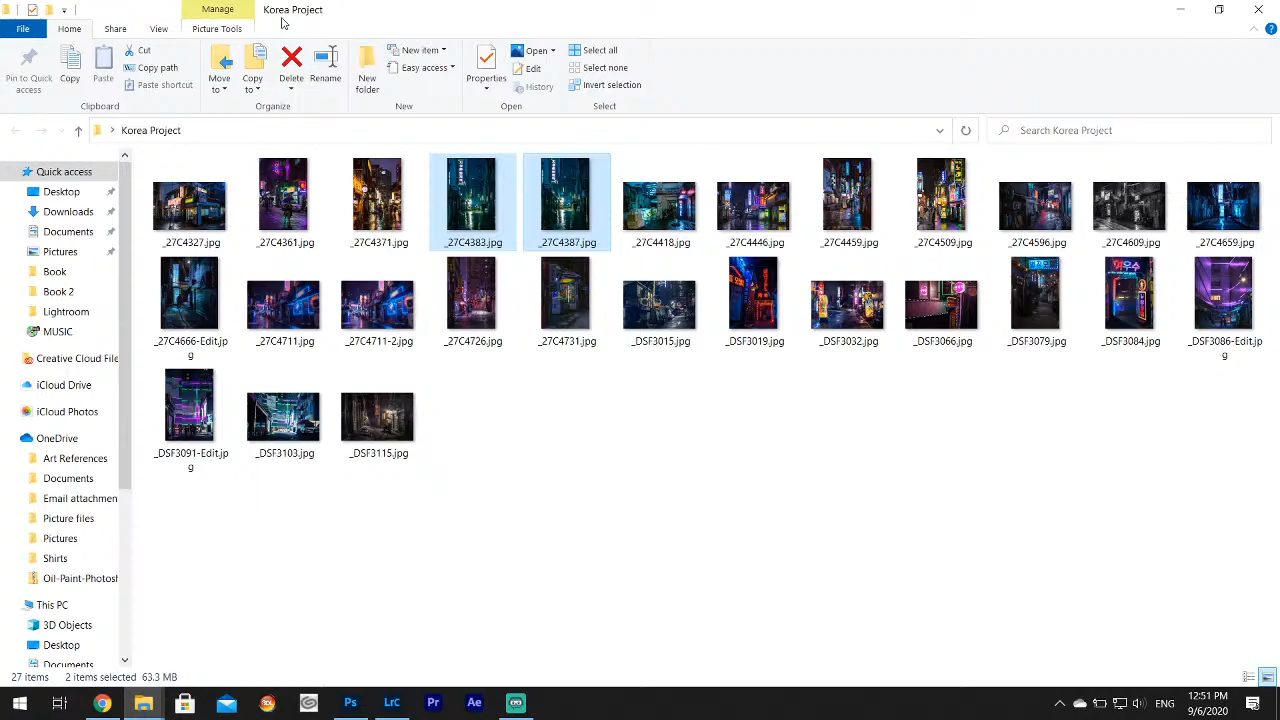 Manage
Korea Project
File
Home
Share
View
Picture Tools
Pin to Quick access
Copy
Paste
Cut
Copy path
Paste shortcut
Clipboard
Move to
Copy to
Delete
Rename
Organize
New folder
New item
Easy access
New
Properties
Open
Edit
History
Open
Select all
Select none
Invert selection
Select
Korea Project
Search Korea Project
Quick access
Desktop
Downloads
Documents
Pictures
Book
Book 2
Lightroom
MUSIC
Creative Cloud File
iCloud Drive
iCloud Photos
OneDrive
Art References
Documents
Email attachmen
Picture files
Pictures
Shirts
Oil-Paint-Photosh
This PC
3D Objects
Desktop
Documents
_27C4327.jpg
_27C4361.jpg
_27C4371.jpg
_27C4383.jpg
_27C4387.jpg
_27C4418.jpg
_27C4446.jpg
_27C4459.jpg
_27C4509.jpg
_27C4596.jpg
_27C4609.jpg
_27C4659.jpg
_27C4666-Edit.jpg
_27C4711.jpg
_27C4711-2.jpg
_27C4726.jpg
_27C4731.jpg
_DSF3015.jpg
_DSF3019.jpg
_DSF3032.jpg
_DSF3066.jpg
_DSF3079.jpg
_DSF3084.jpg
_DSF3086-Edit.jpg
_DSF3091-Edit.jpg
_DSF3103.jpg
_DSF3115.jpg
27 items
2 items selected 63.3 MB
Ps
Lrc
Pr
Ae
ENG
12:51 PM
9/6/2020